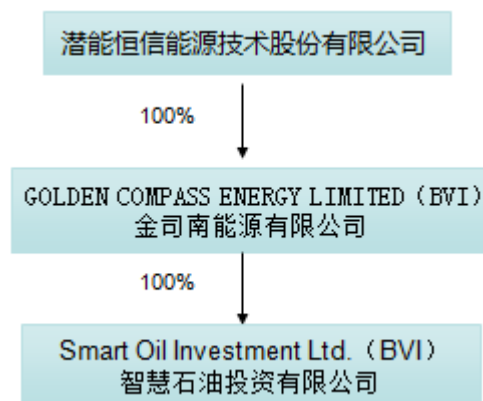 潜能恒信能源技术股份有限公司
100%
GOLDEN COMPASS ENERGY LIMITED（BVI）
金司南能源有限公司
100%
Smart Oil Investment Ltd.（BVI）
智慧石油投资有限公司